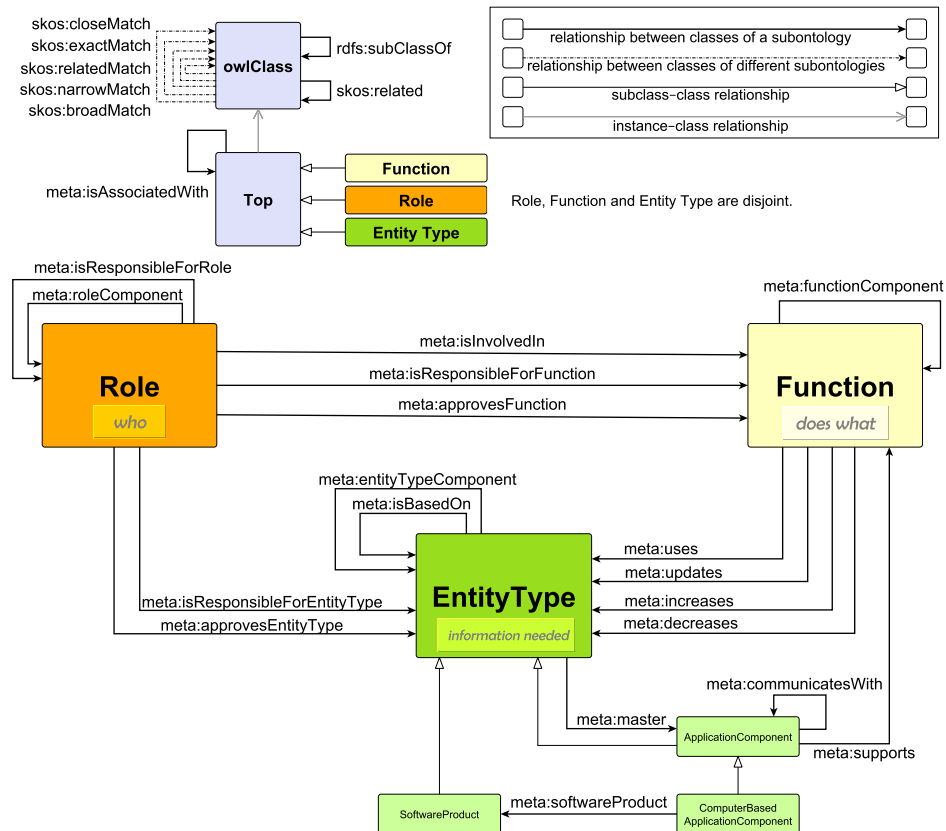 skos:closeMatch
skos:exactMatch
skos:relatedMatch
skos:narrowMatch
skos:broadMatch
owlClass
rdfs:subClassOf
skos:related
relationship between classes of a subontology
relationship between classes of different subontologies
subclass-class relationship
instance-class relationship
meta:isAssociatedWith
Top
Function
Role
Entity Type
Role, Function and Entity Type are disjoint.
meta:isResponsibleForRole
meta:roleComponent
meta:functionComponent
Role
who
meta:isInvolvedIn
meta:isResponsibleForFunction
meta:approvesFunction
Function
does what
meta:entityTypeComponent
meta:isBasedOn
EntityType
information needed
meta:uses
meta:updates
meta:increases
meta:decreases
meta:isResponsibleForEntityType
meta:approvesEntityType
meta:communicatesWith
meta:master
ApplicationComponent
meta:supports
SoftwareProduct
meta:softwareProduct
ComputerBased
ApplicationComponent